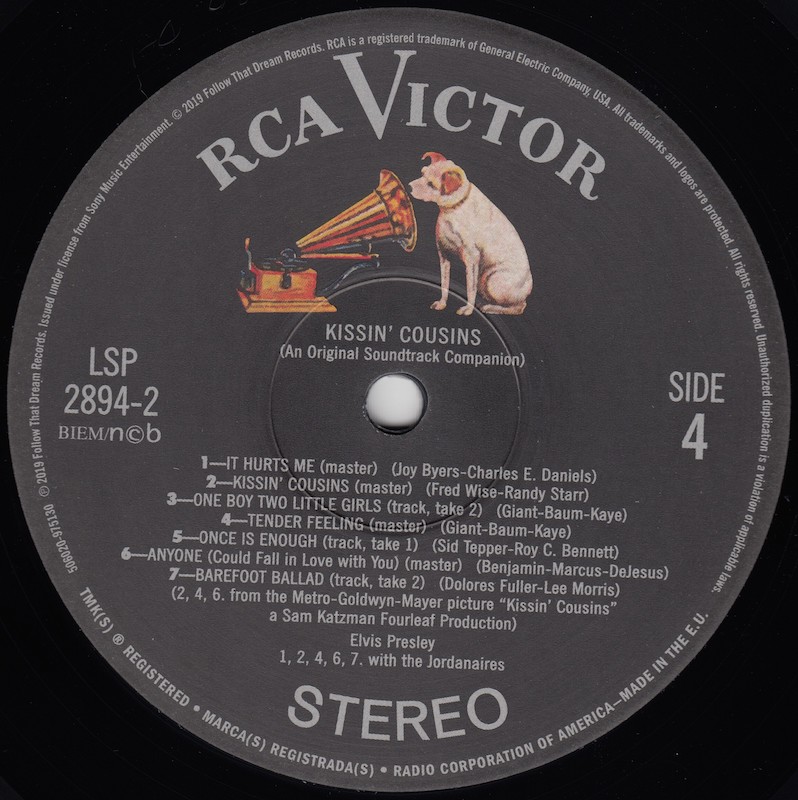 RCA VICTOR
KISSIN' COUSINS
(An Original Soundtrack Companion)
LSP
2894-2
BIEM/n©b
SIDE
4
1—IT HURTS ME (master) (Joy Byers-Charles E. Daniels)
2—KISSIN' COUSINS (master) (Fred Wise-Randy Starr)
3—ONE BOY TWO LITTLE GIRLS (track, take 2) (Giant-Baum-Kaye)
4—TENDER FEELING (master) (Giant-Baum-Kaye)
5—ONCE IS ENOUGH (track, take 1) (Sid Tepper-Roy C. Bennett)
6—ANYONE (Could Fall in Love with You) (master) (Benjamin-Marcus-DeJesus)
7—BAREFOOT BALLAD (track, take 2) (Dolores Fuller-Lee Morris)
(2, 4, 6. from the Metro-Goldwyn-Mayer picture "Kissin' Cousins"
a Sam Katzman Fourleaf Production)
Elvis Presley
1, 2, 4, 6, 7. with the Jordanaires
STEREO
505020-975130 ℗ 2019 Follow That Dream Records. Issued under license from Sony Music Entertainment. © 2019 Follow That Dream Records. RCA is a registered trademark of General Electric Company, USA. All trademarks and logos are protected. All rights reserved. Unauthorized duplication is a violation of applicable laws.
TMK(S) ® REGISTERED • MARCA(S) REGISTRADA(S) • RADIO CORPORATION OF AMERICA—MADE IN THE E.U.